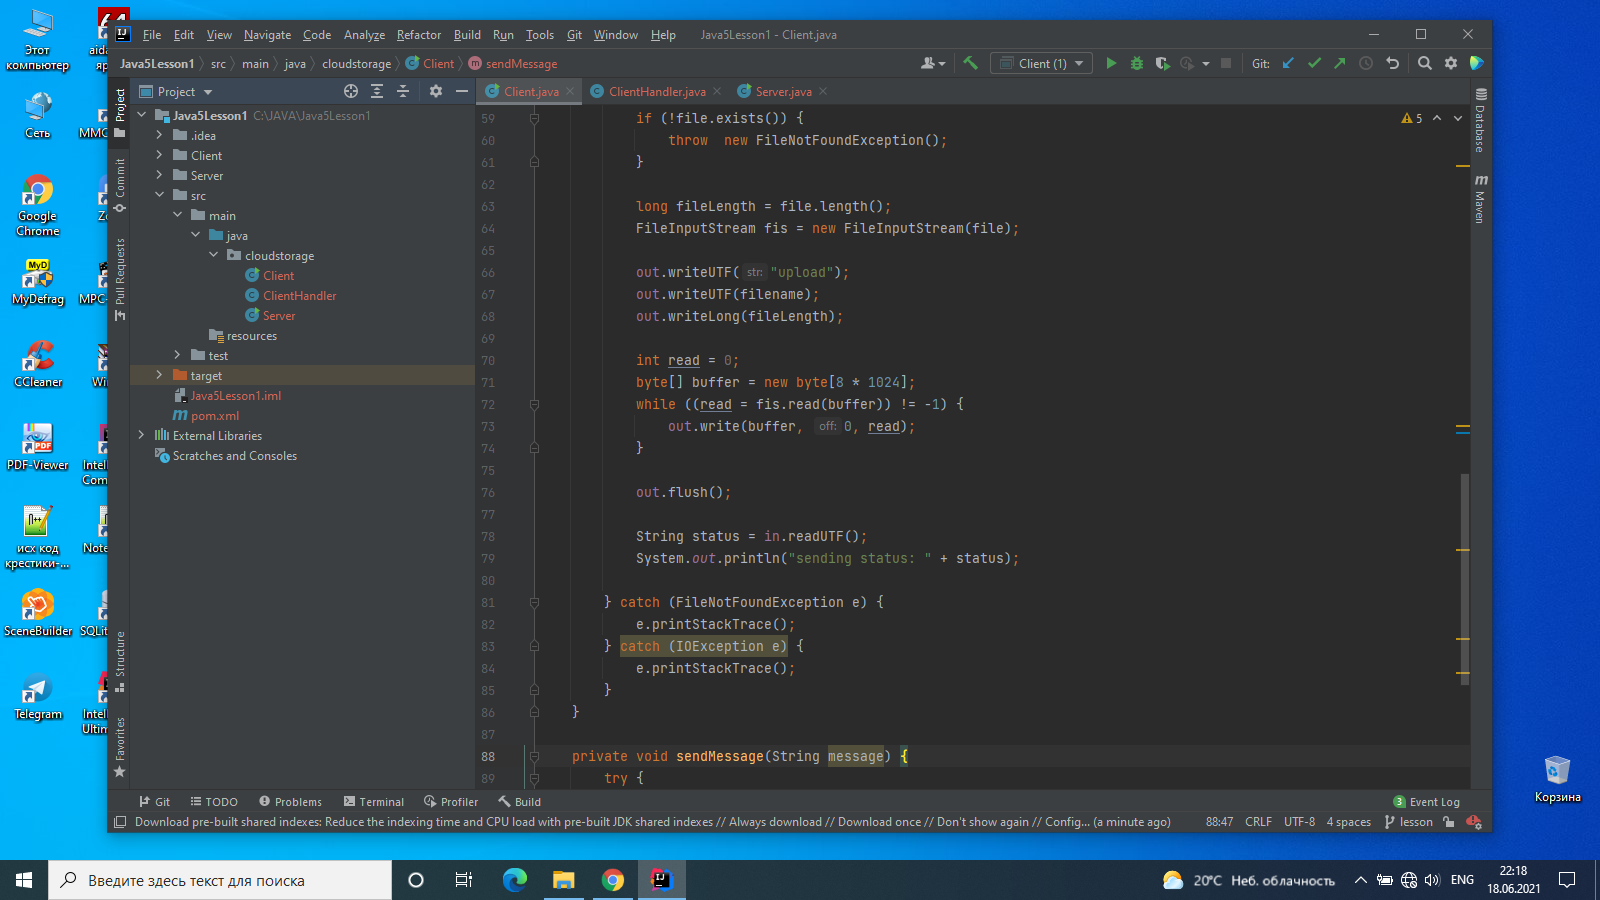 Этот компьютер
aida
яр
Сеть
MMC
Google Chrome
Zo
MyD
MyDefrag
MPC-
CCleaner
Win
PDF
PDF-Viewer
Intell
Com
исх код крестики-...
Note
SceneBuilder
SQLit
Telegram
Intell
Ultim
Корзина
File Edit View Navigate Code Analyze Refactor Build Run Tools Git Window Help Java5Lesson1 - Client.java
Java5Lesson1 src main java cloudstorage Client sendMessage
Client (1) Git:
Project
Commit
Pull Requests
Structure
Favorites
Project
Java5Lesson1 C:\JAVA\Java5Lesson1
.idea
Client
Server
src
main
java
cloudstorage
Client
ClientHandler
Server
resources
test
target
Java5Lesson1.iml
pom.xml
External Libraries
Scratches and Consoles
Client.java ClientHandler.java Server.java
5
59 if (!file.exists()) {
60 throw  new FileNotFoundException();
61 }
62
63 long fileLength = file.length();
64 FileInputStream fis = new FileInputStream(file);
65
66 out.writeUTF( str: "upload");
67 out.writeUTF(filename);
68 out.writeLong(fileLength);
69
70 int read = 0;
71 byte[] buffer = new byte[8 * 1024];
72 while ((read = fis.read(buffer)) != -1) {
73 out.write(buffer, off: 0, read);
74 }
75
76 out.flush();
77
78 String status = in.readUTF();
79 System.out.println("sending status: " + status);
80
81 } catch (FileNotFoundException e) {
82 e.printStackTrace();
83 } catch (IOException e) {
84 e.printStackTrace();
85 }
86 }
87
88 private void sendMessage(String message) {
89 try {
Database
Maven
Git TODO Problems Terminal Profiler Build 3 Event Log
Download pre-built shared indexes: Reduce the indexing time and CPU load with pre-built JDK shared indexes // Always download // Download once // Don't show again // Config... (a minute ago) 88:47 CRLF UTF-8 4 spaces lesson
Введите здесь текст для поиска
20°C Неб. облачность ENG
22:18
18.06.2021